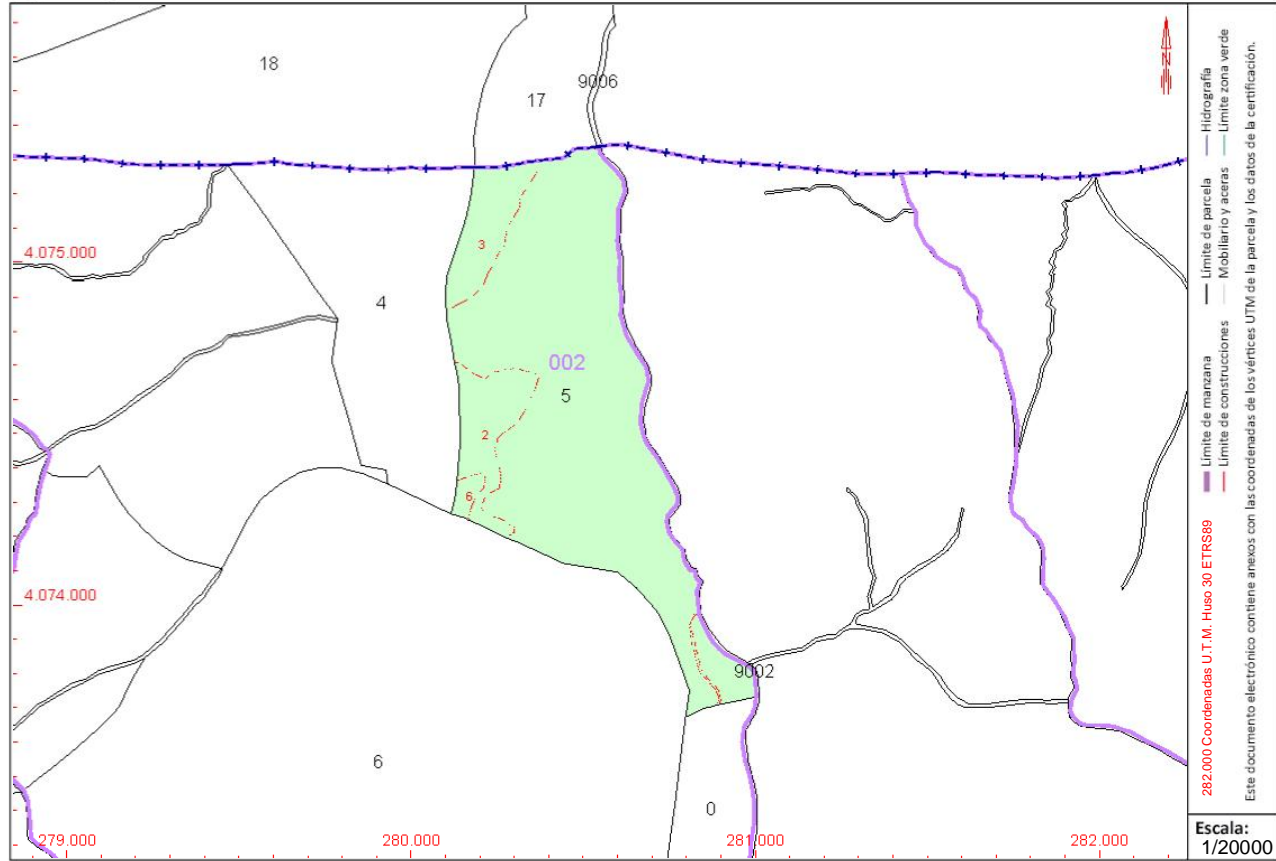 18
17
9006
N
3
4.075.000
4
002
5
2
6
4.074.000
9002
6
0
279.000
280.000
281.000
282.000
282.000 Coordenadas U.T.M. Huso 30 ETRS89
Límite de manzana
Límite de parcela
Hidrografía
Límite de construcciones
Mobiliario y aceras
Límite zona verde
Este documento electrónico contiene anexos con las coordenadas de los vértices UTM de la parcela y los datos de la certificación.
Escala:
1/20000